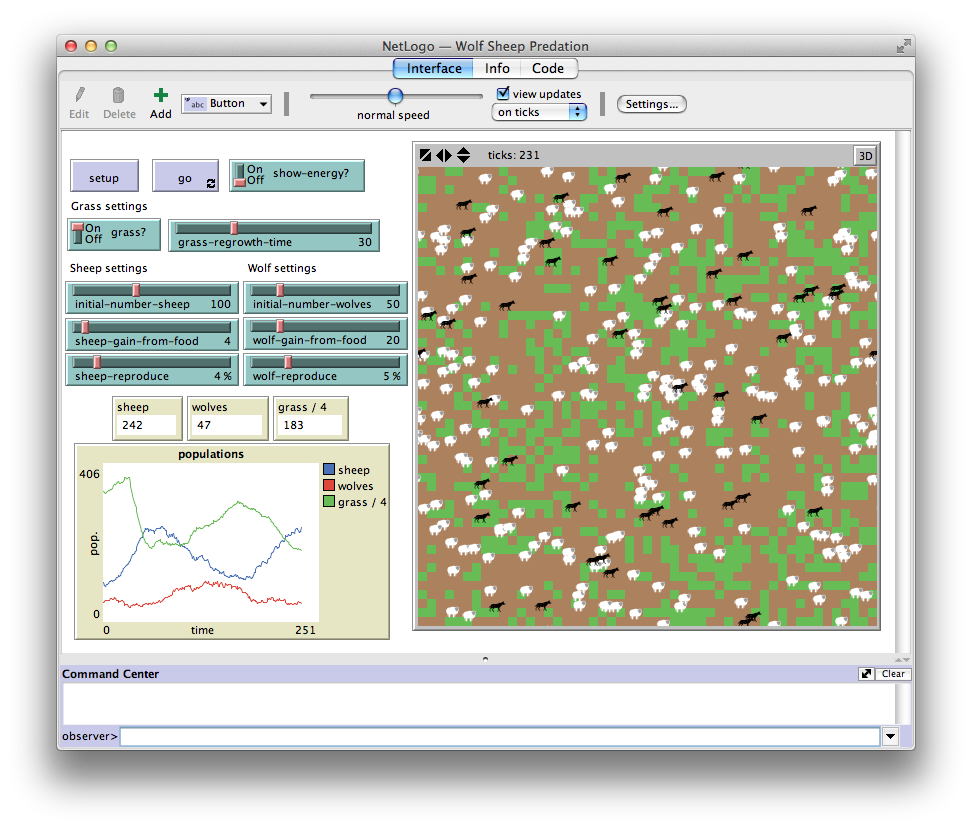 NetLogo — Wolf Sheep Predation
Interface Info Code
Edit Delete Add abc Button normal speed view updates on ticks Settings...
setup go On Off show-energy?
ticks: 231 3D
Grass settings
On Off grass? grass-regrowth-time 30
Sheep settings Wolf settings
initial-number-sheep 100 initial-number-wolves 50
sheep-gain-from-food 4 wolf-gain-from-food 20
sheep-reproduce 4 % wolf-reproduce 5 %
sheep wolves grass / 4
242 47 183
populations
406
pop.
0
0 time 251
sheep
wolves
grass / 4
Command Center Clear
observer>